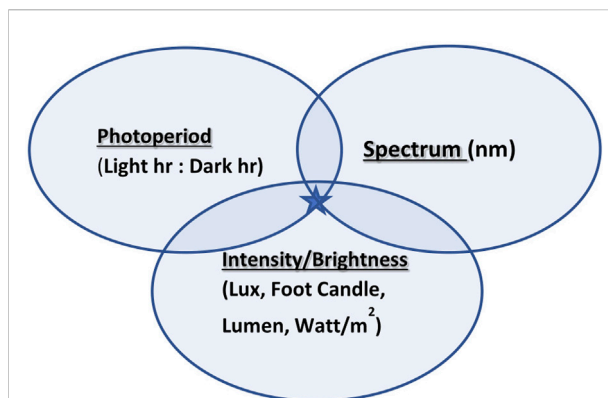 Photoperiod
(Light hr : Dark hr)
Spectrum (nm)
Intensity/Brightness
(Lux, Foot Candle,
Lumen, Watt/m²)